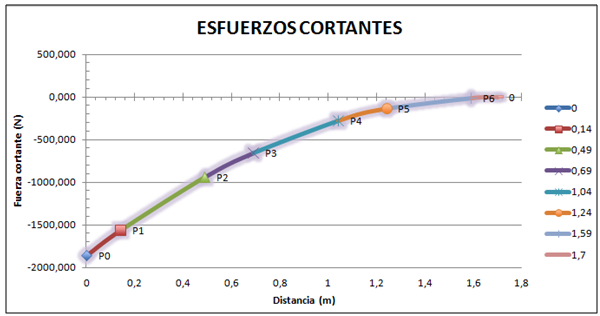 ESFUERZOS CORTANTES
Fuerza cortante (N)
500,000
0,000
-500,000
-1000,000
-1500,000
-2000,000
P0
P1
P2
P3
P4
P5
P6
0
0
0,2
0,4
0,6
0,8
1
1,2
1,4
1,6
1,8
Distancia (m)
0
0,14
0,49
0,69
1,04
1,24
1,59
1,7